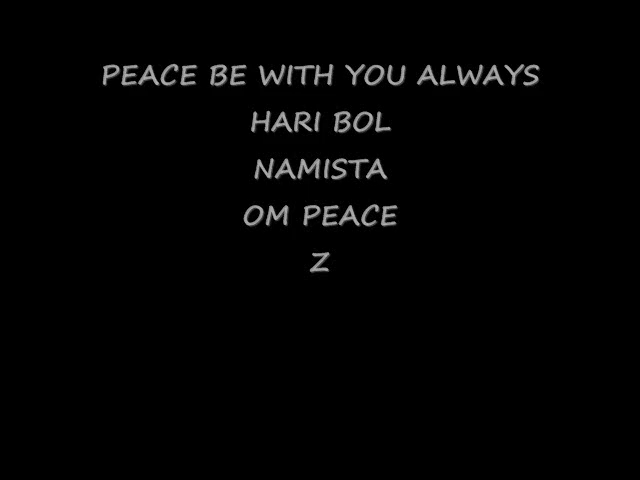 PEACE BE WITH YOU ALWAYS
HARI BOL
NAMISTA
OM PEACE
Z